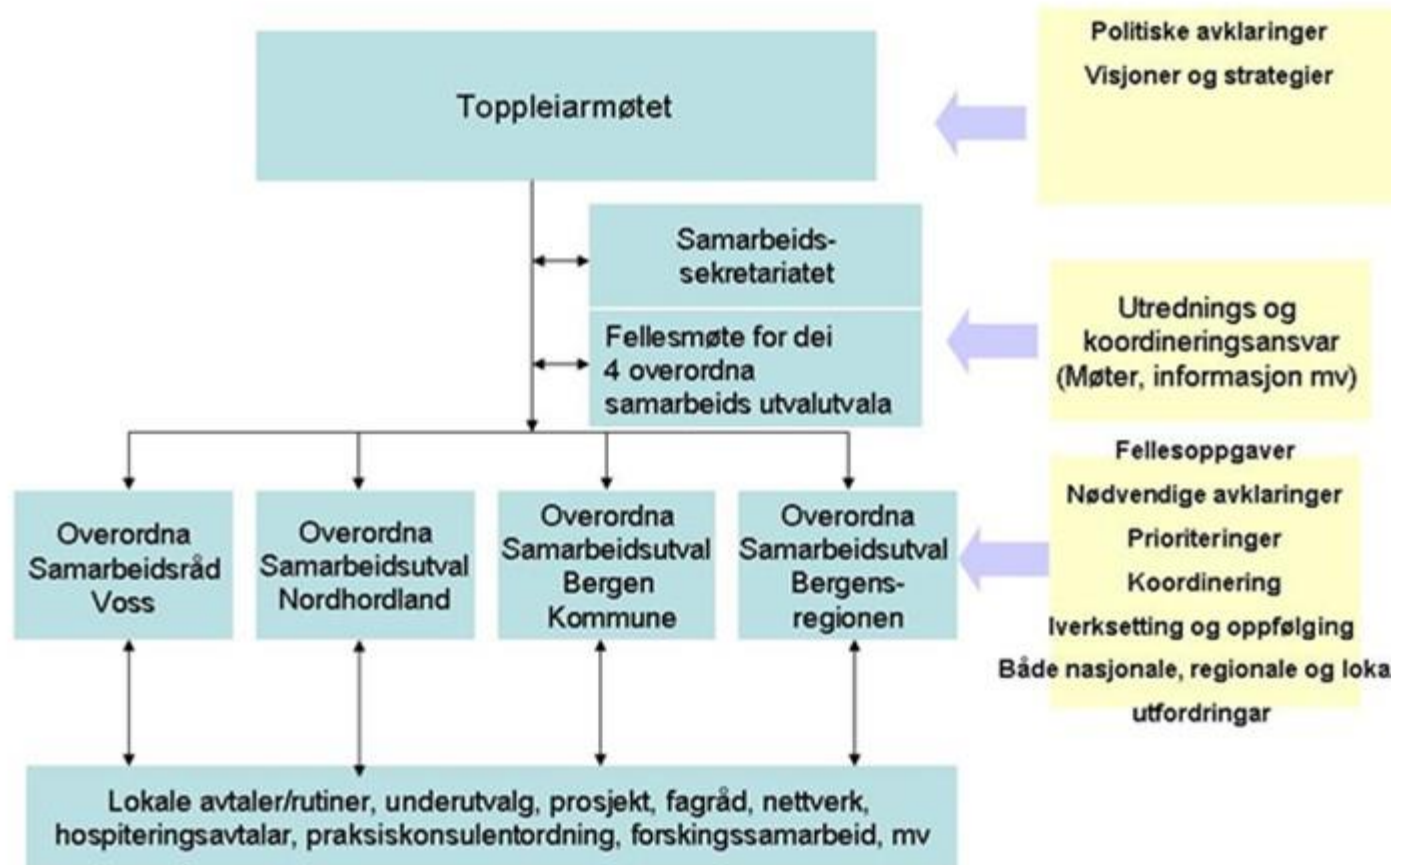 Politiske avklaringer
Visjoner og strategier
Toppleiarmøtet
Samarbeids-
sekretariatet
Fellesmøte for dei
4 overordna
samarbeids utvalutvala
Utrednings og
koordineringsansvar
(Møter, informasjon mv)
Overordna
Samarbeidsråd
Voss
Overordna
Samarbeidsutval
Nordhordland
Overordna
Samarbeidsutval
Bergen
Kommune
Overordna
Samarbeidsutval
Bergens-
regionen
Fellesoppgaver
Nødvendige avklaringer
Prioriteringer
Koordinering
Iverksetting og oppfølging
Både nasjonale, regionale og loka
utfordringar
Lokale avtaler/rutiner, underutvalg, prosjekt, fagråd, nettverk,
hospiteringsavtalar, praksiskonsulentordning, forskingssamarbeid, mv